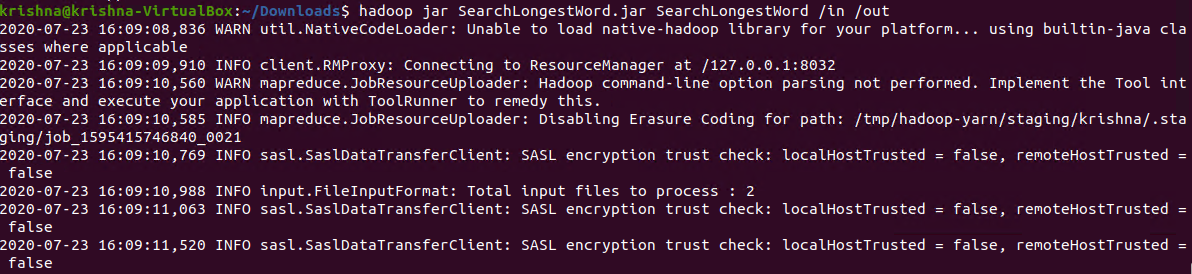 krishna@krishna-VirtualBox:~/Downloads$ hadoop jar SearchLongestWord.jar SearchLongestWord /in /out
2020-07-23 16:09:08,836 WARN util.NativeCodeLoader: Unable to load native-hadoop library for your platform... using builtin-java cla
sses where applicable
2020-07-23 16:09:09,910 INFO client.RMProxy: Connecting to ResourceManager at /127.0.0.1:8032
2020-07-23 16:09:10,560 WARN mapreduce.JobResourceUploader: Hadoop command-line option parsing not performed. Implement the Tool int
erface and execute your application with ToolRunner to remedy this.
2020-07-23 16:09:10,585 INFO mapreduce.JobResourceUploader: Disabling Erasure Coding for path: /tmp/hadoop-yarn/staging/krishna/.sta
ging/job_1595415746840_0021
2020-07-23 16:09:10,769 INFO sasl.SaslDataTransferClient: SASL encryption trust check: localHostTrusted = false, remoteHostTrusted =
 false
2020-07-23 16:09:10,988 INFO input.FileInputFormat: Total input files to process : 2
2020-07-23 16:09:11,063 INFO sasl.SaslDataTransferClient: SASL encryption trust check: localHostTrusted = false, remoteHostTrusted =
 false
2020-07-23 16:09:11,520 INFO sasl.SaslDataTransferClient: SASL encryption trust check: localHostTrusted = false, remoteHostTrusted =
 false